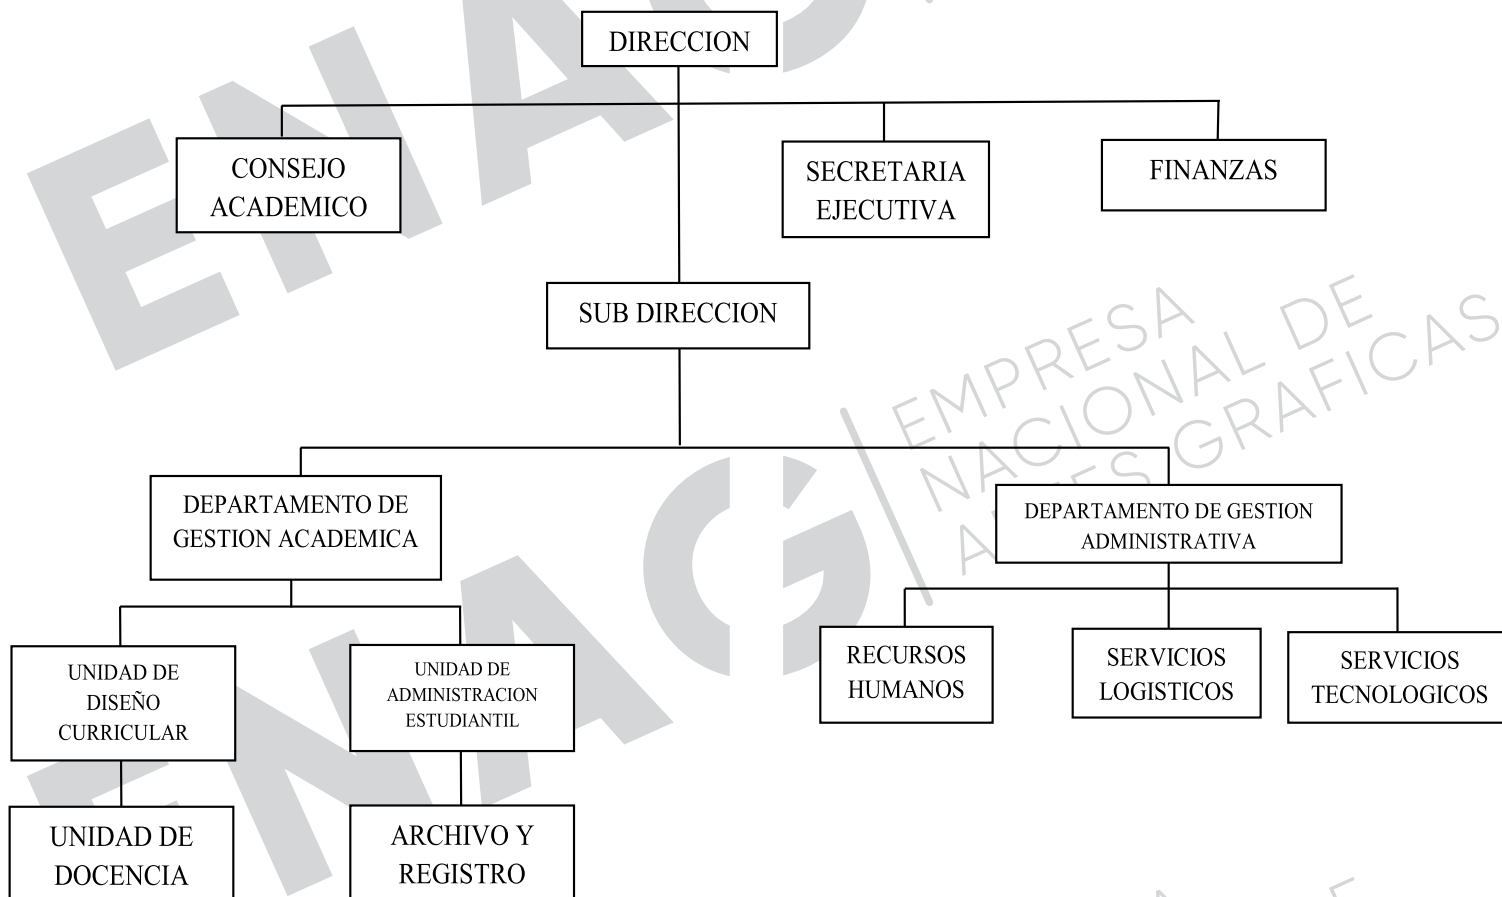 DIRECCION
CONSEJO
ACADEMICO
SECRETARIA
EJECUTIVA
FINANZAS
SUB DIRECCION
DEPARTAMENTO DE
GESTION ACADEMICA
DEPARTAMENTO DE GESTION
ADMINISTRATIVA
UNIDAD DE
DISEÑO
CURRICULAR
UNIDAD DE
ADMINISTRACION
ESTUDIANTIL
RECURSOS
HUMANOS
SERVICIOS
LOGISTICOS
SERVICIOS
TECNOLOGICOS
UNIDAD DE
DOCENCIA
ARCHIVO Y
REGISTRO
ENAG
EMPRESA
NACIONAL DE
GRAFICAS
ENAG